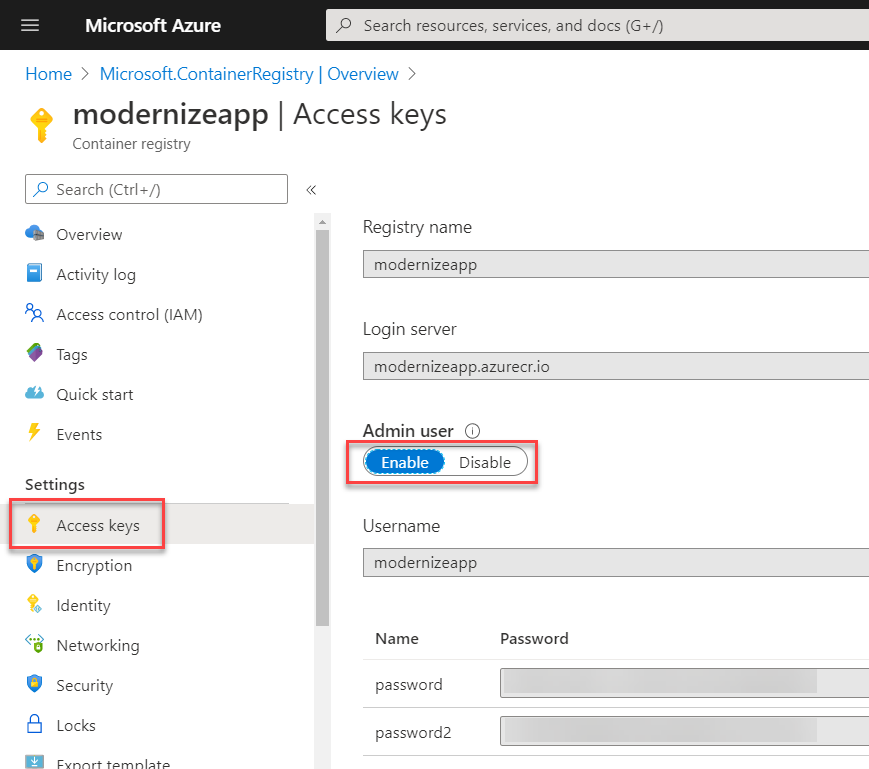 Microsoft Azure
Search resources, services, and docs (G+/)
Home > Microsoft.ContainerRegistry | Overview >
modernizeapp | Access keys
Container registry
Search (Ctrl+/)
«
Overview
Activity log
Access control (IAM)
Tags
Quick start
Events
Settings
Access keys
Encryption
Identity
Networking
Security
Locks
Export template
Registry name
modernizeapp
Login server
modernizeapp.azurecr.io
Admin user
Enable Disable
Username
modernizeapp
Name Password
password
password2